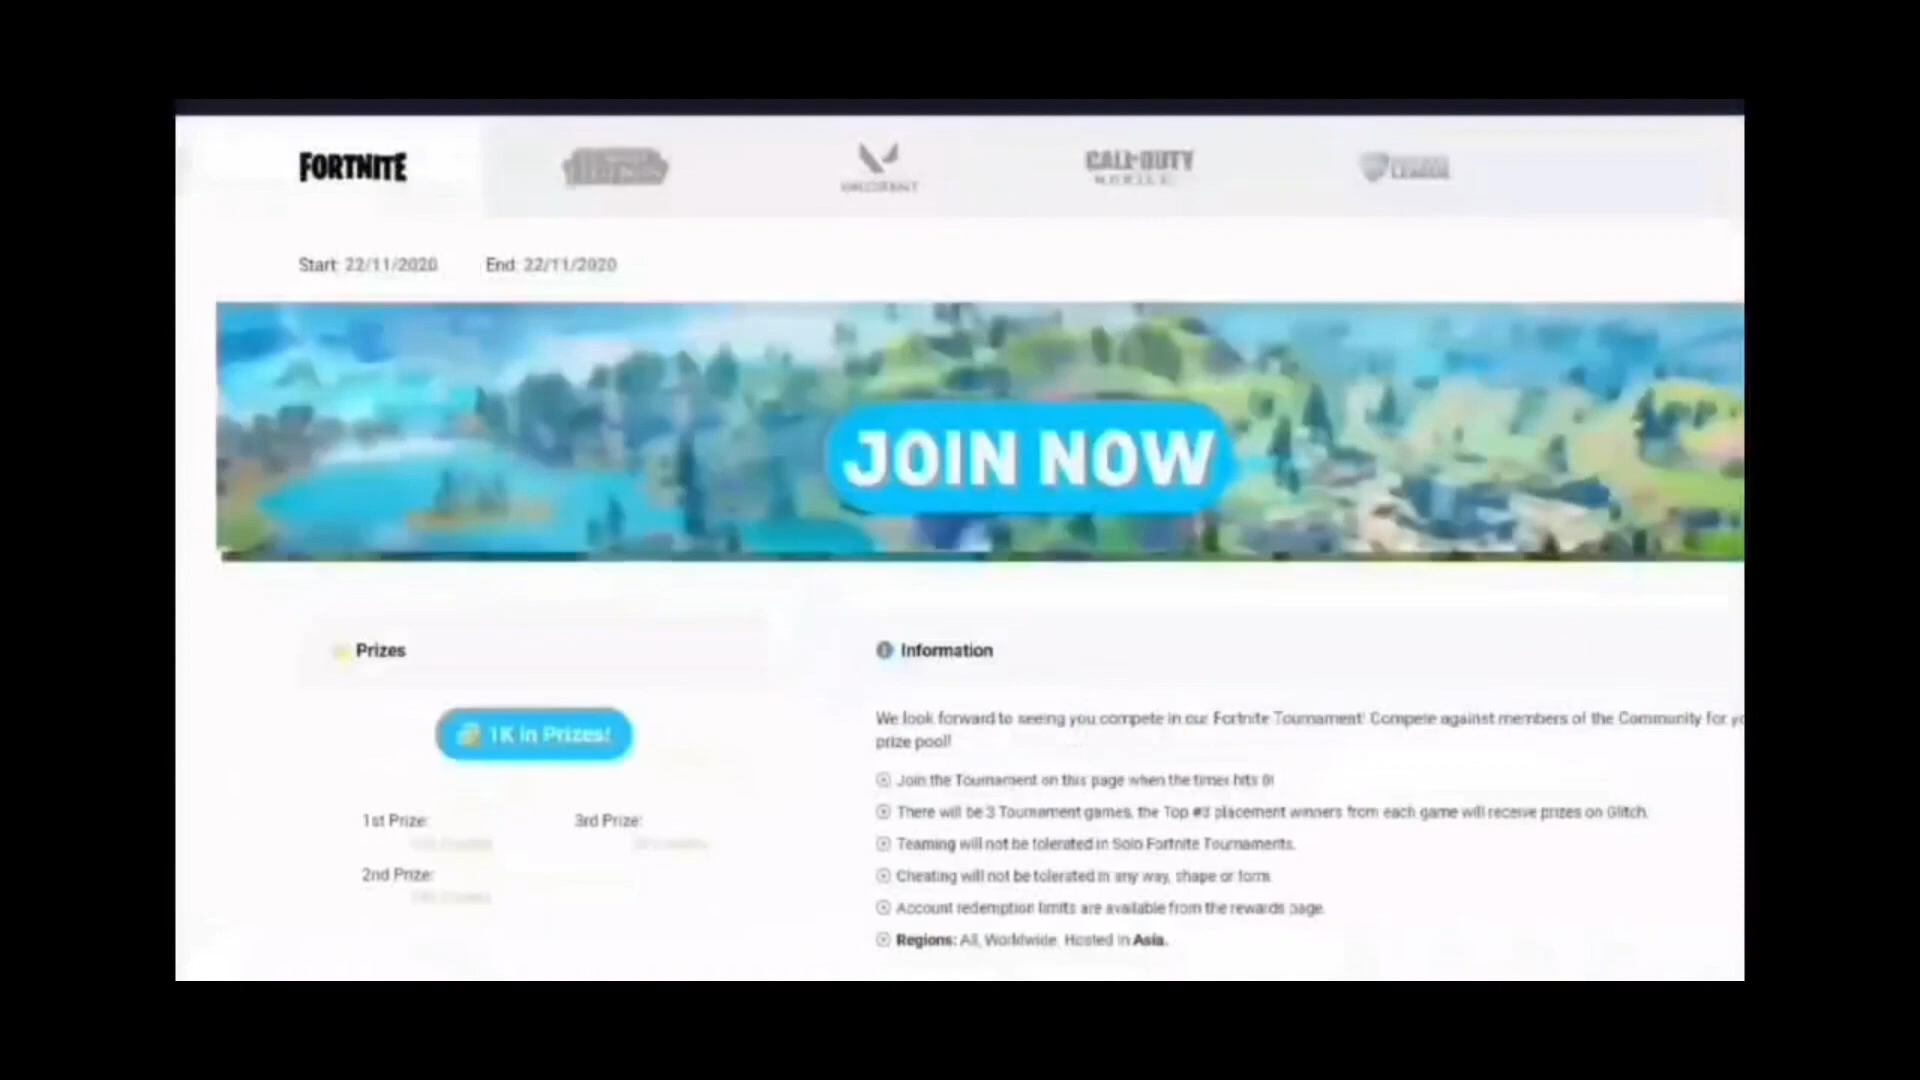 FORTNITE
CALL OF DUTY
MOBILE
LEAGUE
Start: 22/11/2020 End: 22/11/2020
JOIN NOW
Prizes
Information
1K in Prizes!
We look forward to seeing you compete in our Fortnite Tournament! Compete against members of the Community for
prize pool!
Join the Tournament on this page when the timer hits 0!
There will be 3 Tournament games, the Top #3 placement winners from each game will receive prizes on Glitch.
1st Prize:
3rd Prize:
Teaming will not be tolerated in Solo Fortnite Tournaments.
2nd Prize:
Cheating will not be tolerated in any way, shape or form.
Account redemption limits are available from the rewards page.
Regions: All, Worldwide. Hosted in Asia.